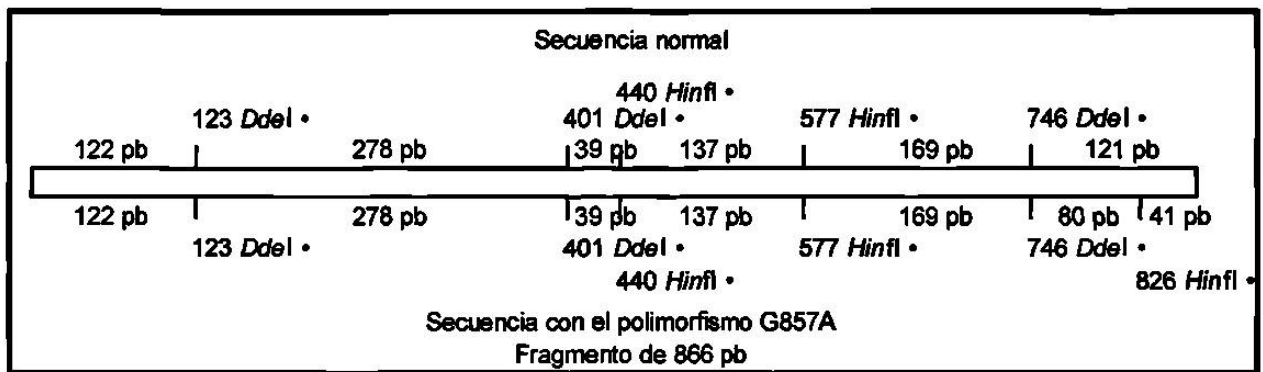 Secuencia normal
440 HinfI •
123 DdeI • 401 DdeI • 577 HinfI • 746 DdeI •
122 pb 278 pb 39 pb 137 pb 169 pb 121 pb
122 pb 278 pb 39 pb 137 pb 169 pb 80 pb 41 pb
123 DdeI • 401 DdeI • 577 HinfI • 746 DdeI •
440 HinfI • 826 HinfI •
Secuencia con el polimorfismo G857A
Fragmento de 866 pb